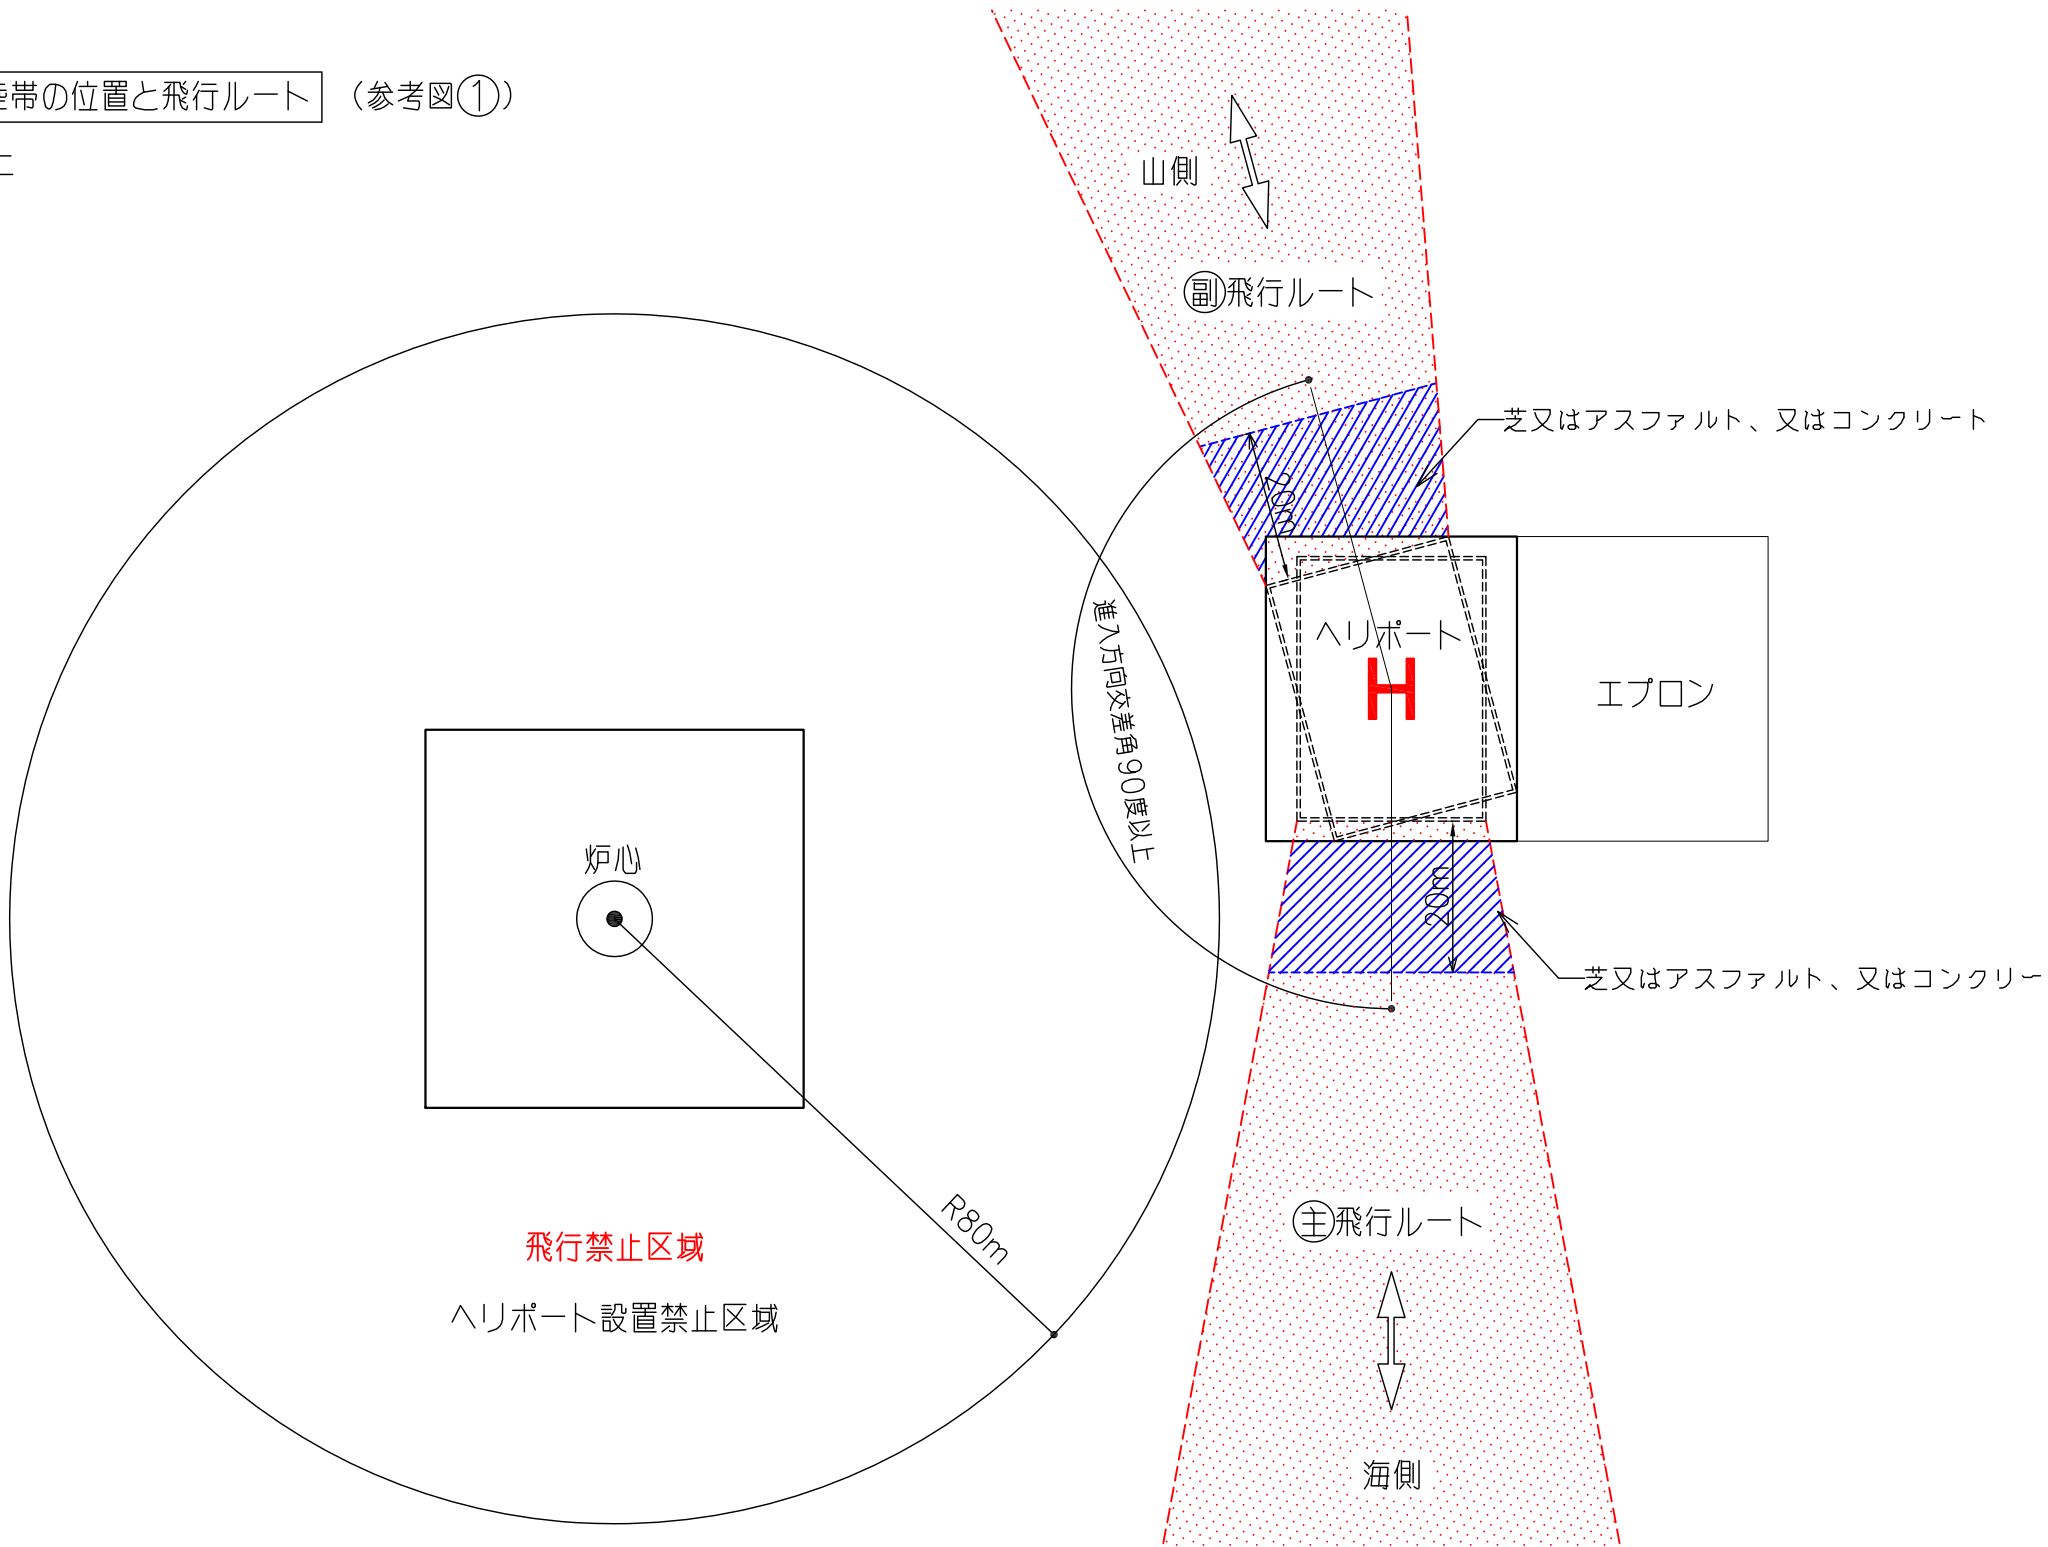 帯の位置と飛行ルート （参考図①）
山側
副飛行ルート
芝又はアスファルト、又はコンクリート
20m
ヘリポート
H
エプロン
進入方向交差角90度以上
炉心
20m
芝又はアスファルト、又はコンクリー
R80m
主飛行ルート
飛行禁止区域
ヘリポート設置禁止区域
海側